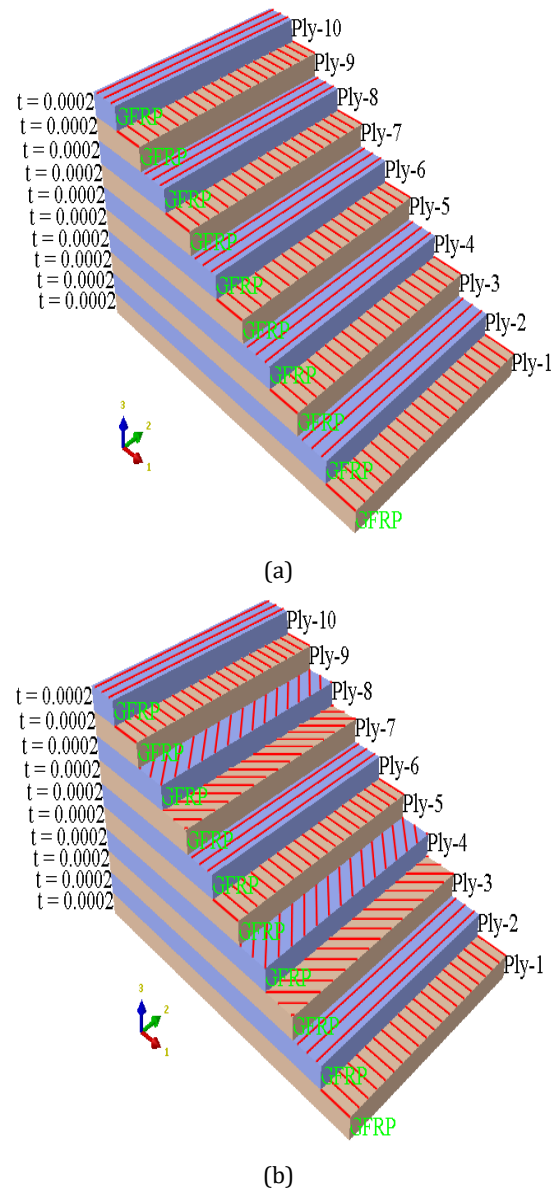 Ply-10
Ply-9
Ply-8
Ply-7
Ply-6
Ply-5
Ply-4
Ply-3
Ply-2
Ply-1
t = 0.0002
t = 0.0002
t = 0.0002
t = 0.0002
t = 0.0002
t = 0.0002
t = 0.0002
t = 0.0002
t = 0.0002
t = 0.0002
GFRP
GFRP
GFRP
GFRP
GFRP
GFRP
GFRP
GFRP
GFRP
GFRP
3
2
1
(a)
Ply-10
Ply-9
Ply-8
Ply-7
Ply-6
Ply-5
Ply-4
Ply-3
Ply-2
Ply-1
t = 0.0002
t = 0.0002
t = 0.0002
t = 0.0002
t = 0.0002
t = 0.0002
t = 0.0002
t = 0.0002
t = 0.0002
t = 0.0002
GFRP
GFRP
GFRP
GFRP
GFRP
GFRP
GFRP
GFRP
GFRP
GFRP
3
2
1
(b)